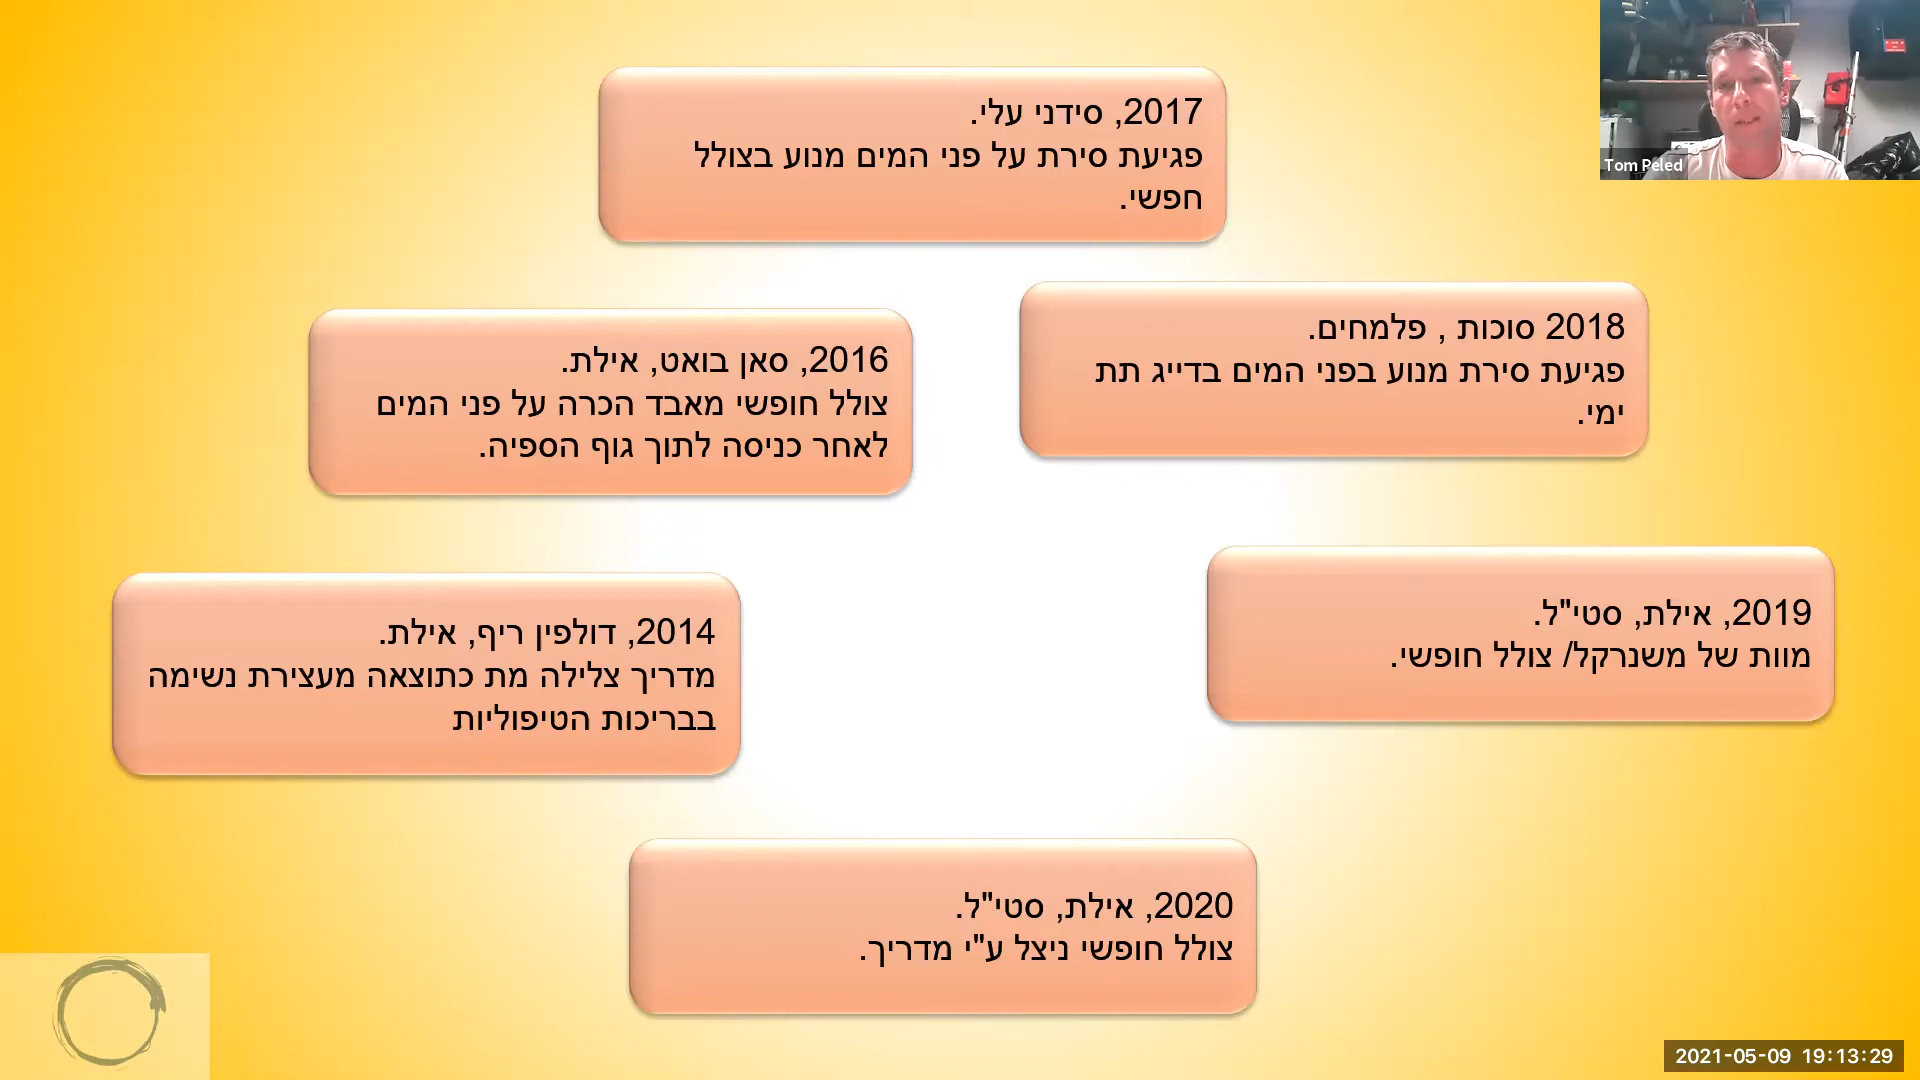 2017, סידני עלי.
פגיעת סירת על פני המים מנוע בצולל
חפשי.
2018 סוכות , פלמחים.
פגיעת סירת מנוע בפני המים בדייג תת
ימי.
2016, סאן בואט, אילת.
צולל חופשי מאבד הכרה על פני המים
לאחר כניסה לתוך גוף הספיה.
2019, אילת, סטי"ל.
מוות של משנרקל/ צולל חופשי.
2014, דולפין ריף, אילת.
מדריך צלילה מת כתוצאה מעצירת נשימה
בבריכות הטיפוליות
2020, אילת, סטי"ל.
צולל חופשי ניצל ע"י מדריך.
Tom Peled
2021-05-09 19:13:29